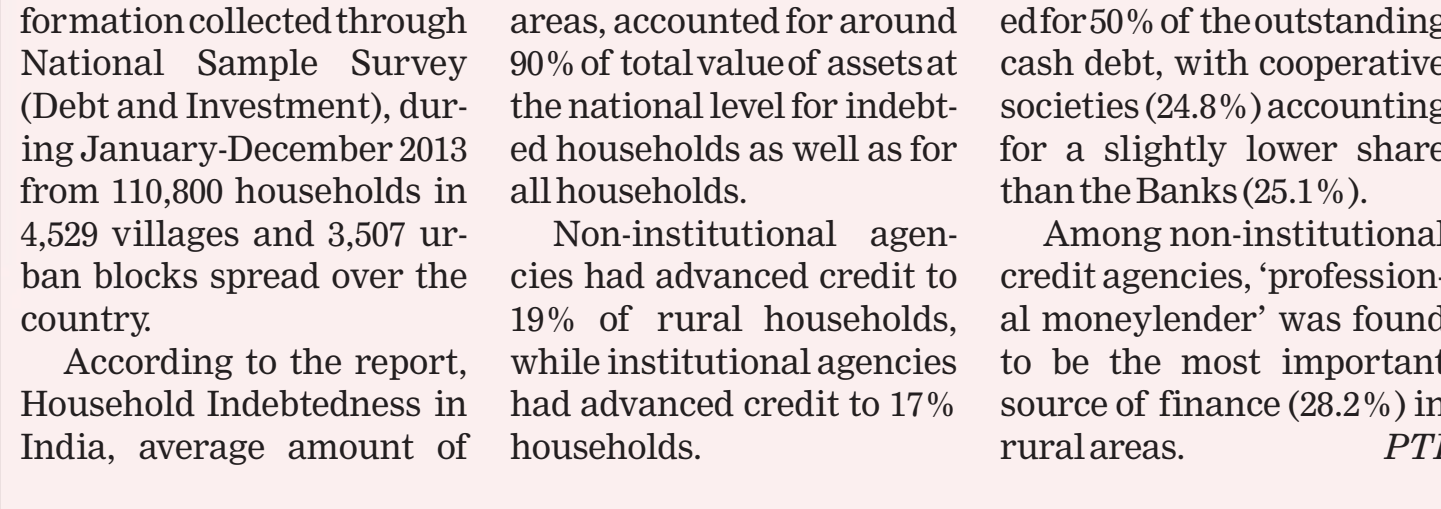 formation collected through
National Sample Survey
(Debt and Investment), dur-
ing January-December 2013
from 110,800 households in
4,529 villages and 3,507 ur-
ban blocks spread over the
country.
According to the report,
Household Indebtedness in
India, average amount of
areas, accounted for around
90% of total value of assets at
the national level for indebt-
ed households as well as for
all households.
Non-institutional agen-
cies had advanced credit to
19% of rural households,
while institutional agencies
had advanced credit to 17%
households.
ed for 50% of the outstanding
cash debt, with cooperative
societies (24.8%) accounting
for a slightly lower share
than the Banks (25.1%).
Among non-institutional
credit agencies, ‘profession-
al moneylender’ was found
to be the most important
source of finance (28.2%) in
rural areas. PTI